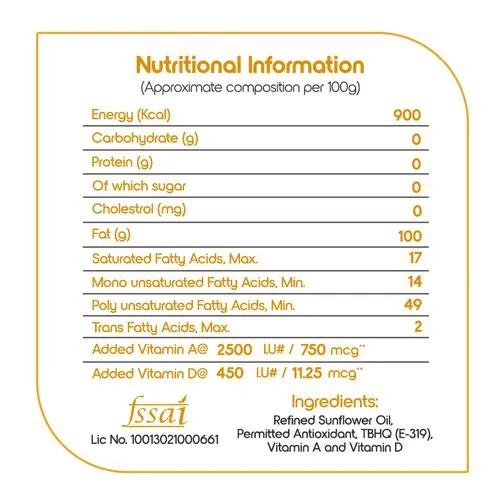 Nutritional Information
(Approximate composition per 100g)
Energy (Kcal) 900
Carbohydrate (g) 0
Protein (g) 0
Of which sugar 0
Cholestrol (mg) 0
Fat (g) 100
Saturated Fatty Acids, Max. 17
Mono unsaturated Fatty Acids, Min. 14
Poly unsaturated Fatty Acids, Min. 49
Trans Fatty Acids, Max. 2
Added Vitamin A@ 2500 I.U# / 750 mcg**
Added Vitamin D@ 450 I.U# / 11.25 mcg**
fssai
Lic No. 10013021000661
Ingredients:
Refined Sunflower Oil,
Permitted Antioxidant, TBHQ (E-319),
Vitamin A and Vitamin D